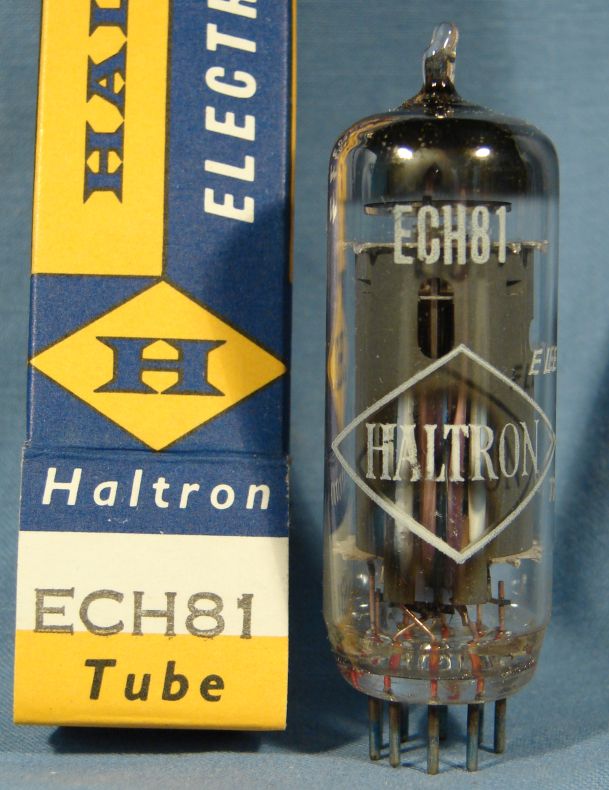 HAL
ELECTR
H
Haltron
ECH81
Tube
ECH81
HALTRON